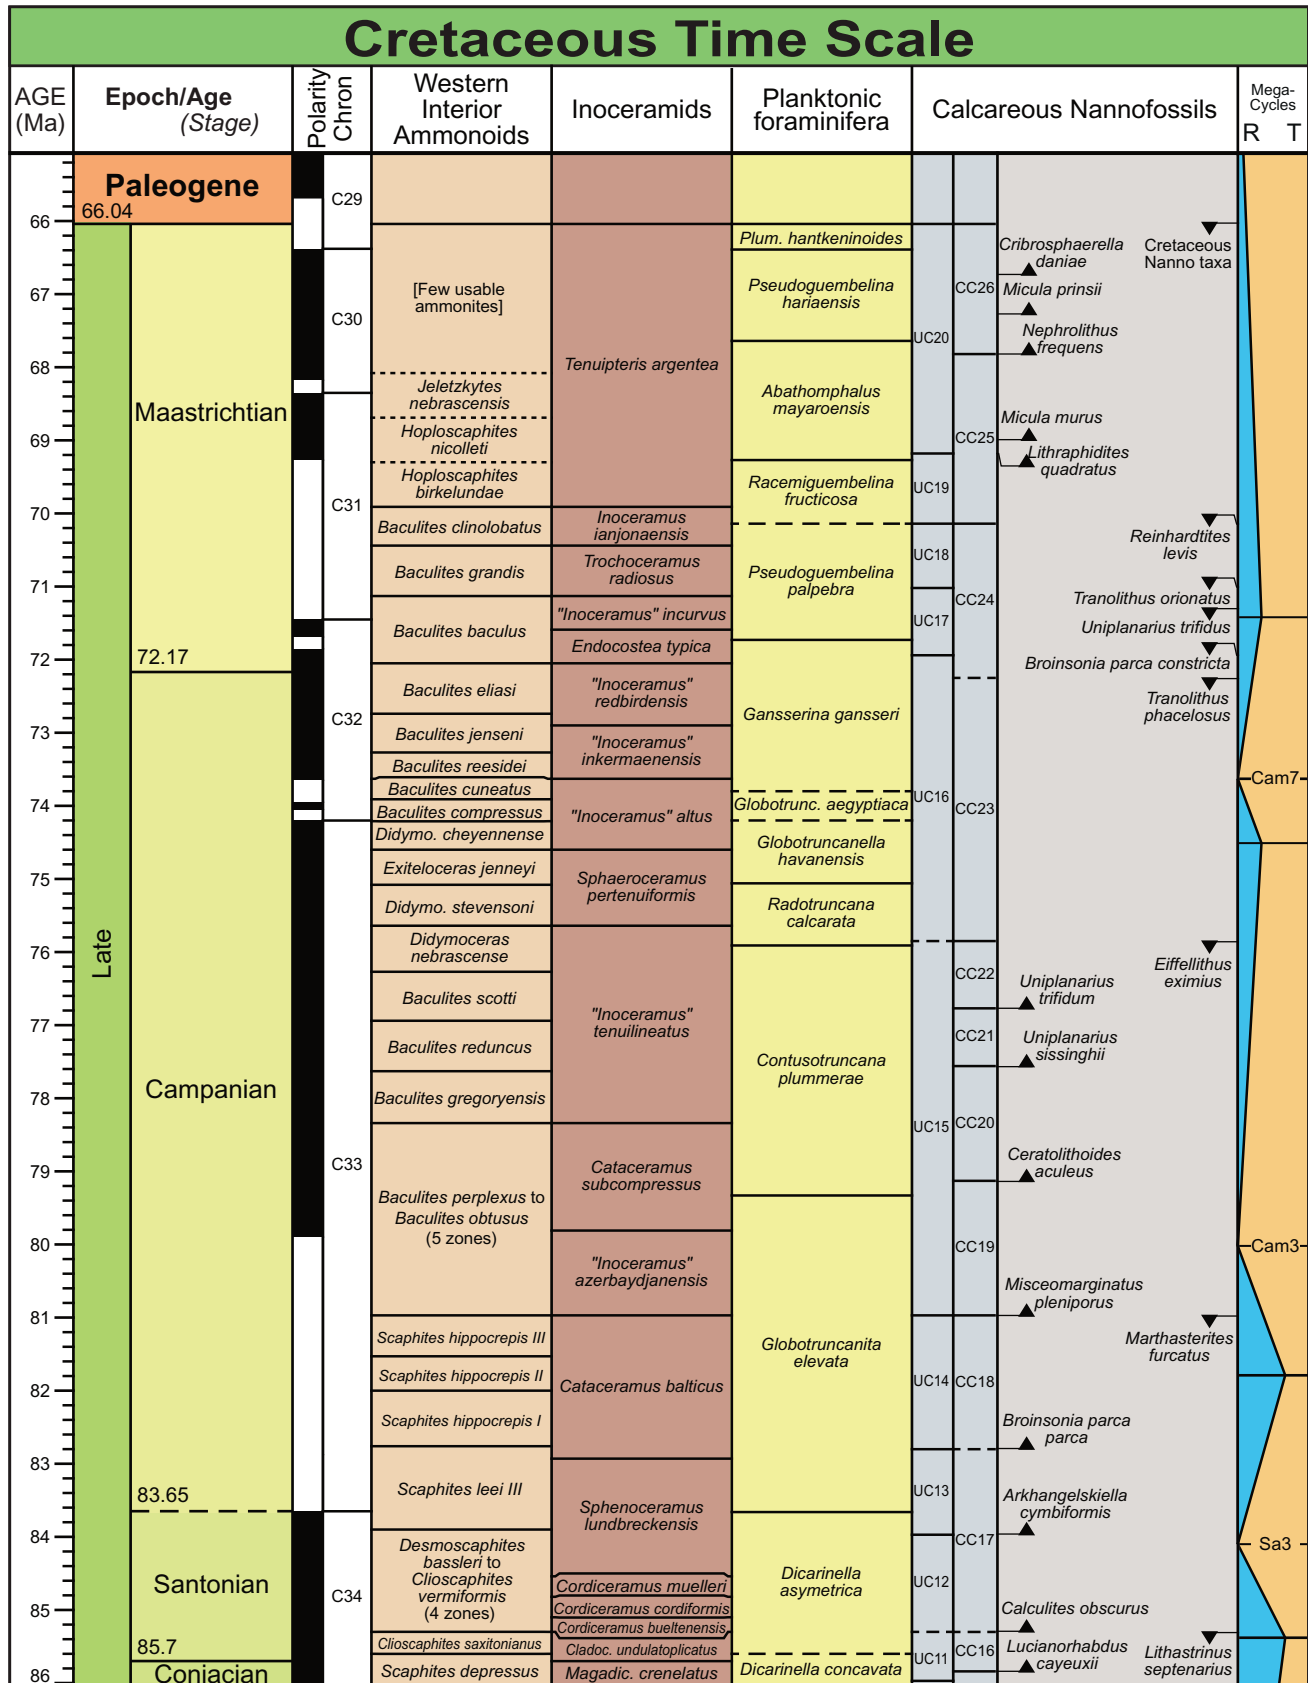 Cretaceous Time Scale
AGE
(Ma)
Epoch/Age
(Stage)
Polarity
Chron
Western
Interior
Ammonoids
Inoceramids
Planktonic
foraminifera
Calcareous Nannofossils
Mega-
Cycles
R T
66
67
68
69
70
71
72
73
74
75
76
77
78
79
80
81
82
83
84
85
86
Paleogene
66.04
Late
Maastrichtian
72.17
Campanian
83.65
Santonian
85.7
Coniacian
C29
C30
C31
C32
C33
C34
[Few usable
ammonites]
Jeletzkytes
nebrascensis
Hoploscaphites
nicolleti
Hoploscaphites
birkelundae
Baculites clinolobatus
Baculites grandis
Baculites baculus
Baculites eliasi
Baculites jenseni
Baculites reesidei
Baculites cuneatus
Baculites compressus
Didymo. cheyennense
Exiteloceras jenneyi
Didymo. stevensoni
Didymoceras
nebrascense
Baculites scotti
Baculites reduncus
Baculites gregoryensis
Baculites perplexus to
Baculites obtusus
(5 zones)
Scaphites hippocrepis III
Scaphites hippocrepis II
Scaphites hippocrepis I
Scaphites leei III
Desmoscaphites
bassleri to
Clioscaphites
vermiformis
(4 zones)
Clioscaphites saxitonianus
Scaphites depressus
Tenuipteris argentea
Inoceramus
ianjonaensis
Trochoceramus
radiosus
"Inoceramus" incurvus
Endocostea typica
"Inoceramus"
redbirdensis
"Inoceramus"
inkermaenensis
"Inoceramus" altus
Sphaeroceramus
pertenuiformis
"Inoceramus"
tenuilineatus
Cataceramus
subcompressus
"Inoceramus"
azerbaydjanensis
Cataceramus balticus
Sphenoceramus
lundbreckensis
Cordiceramus muelleri
Cordiceramus cordiformis
Cordiceramus bueltenensis
Cladoc. undulatoplicatus
Magadic. crenelatus
Plum. hantkeninoides
Pseudoguembelina
hariaensis
Abathomphalus
mayaroensis
Racemiguembelina
fructicosa
Pseudoguembelina
palpebra
Gansserina gansseri
Globotrunc. aegyptiaca
Globotruncanella
havanensis
Radotruncana
calcarata
Contusotruncana
plummerae
Globotruncanita
elevata
Dicarinella
asymetrica
Dicarinella concavata
UC20
UC19
UC18
UC17
UC16
UC15
UC14
UC13
UC12
UC11
CC26
CC25
CC24
CC23
CC22
CC21
CC20
CC19
CC18
CC17
CC16
Cribrosphaerella
daniae
Cretaceous
Nanno taxa
Micula prinsii
Nephrolithus
frequens
Micula murus
Lithraphidites
quadratus
Reinhardtites
levis
Tranolithus orionatus
Uniplanarius trifidus
Broinsonia parca constricta
Tranolithus
phacelosus
Eiffellithus
eximius
Uniplanarius
trifidum
Uniplanarius
sissinghii
Ceratolithoides
aculeus
Misceomarginatus
pleniporus
Marthasterites
furcatus
Broinsonia parca
parca
Arkhangelskiella
cymbiformis
Calculites obscurus
Lucianorhabdus
cayeuxii
Lithastrinus
septenarius
Cam7
Cam3
Sa3